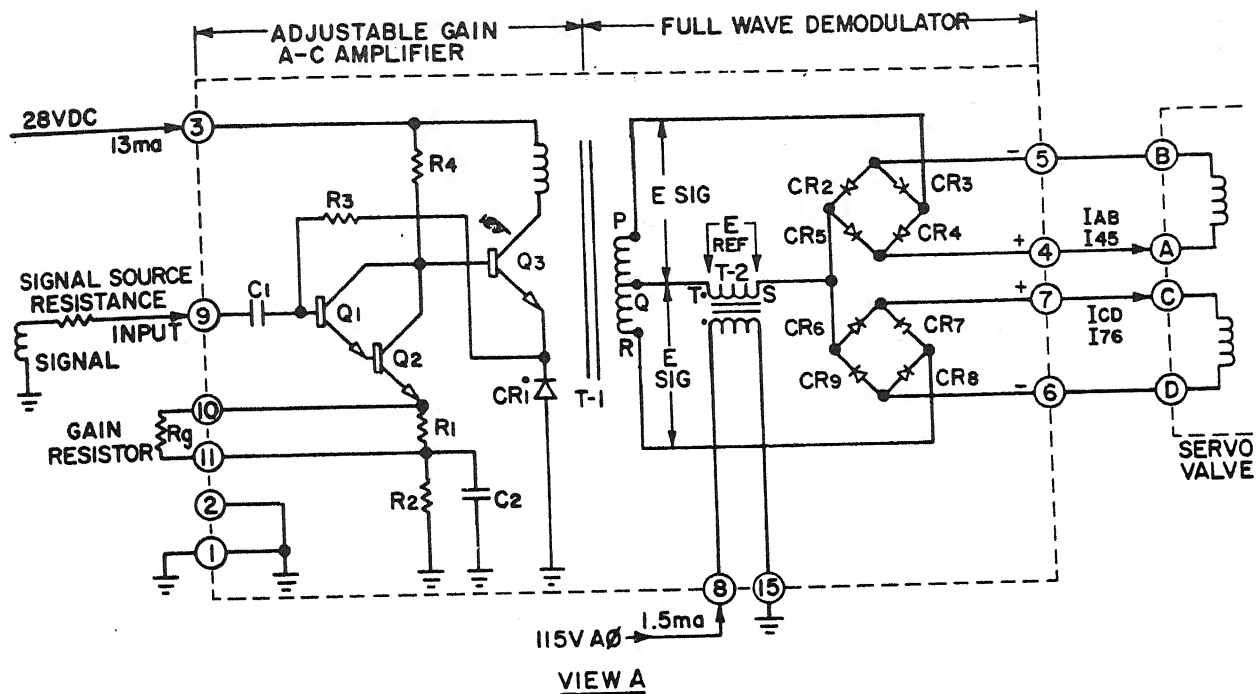 ADJUSTABLE GAIN
A-C AMPLIFIER
FULL WAVE DEMODULATOR
28VDC
13ma
3
R4
R3
Q3
SIGNAL SOURCE
RESISTANCE
INPUT
9
C1
Q1
Q2
SIGNAL
10
GAIN
RESISTOR
Rg
11
R1
R2
C2
2
1
CR1
T-1
P
Q
R
E SIG
E
SIG
E
REF
T-2
T
S
CR2
CR3
CR5
CR4
CR6
CR7
CR9
CR8
-
5
B
+
4
IAB
I45
A
+
7
ICD
I76
C
-
6
D
SERVO
VALVE
8
15
115V AØ
1.5ma
VIEW A